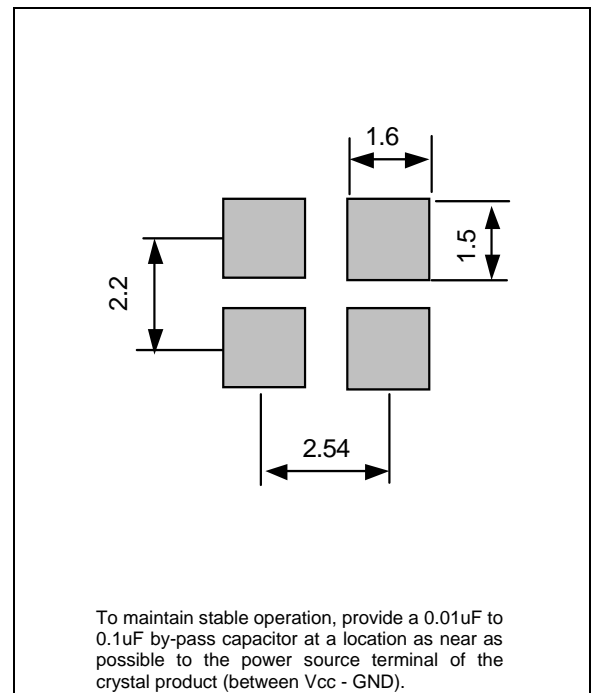 1.6
1.5
2.2
2.54
To maintain stable operation, provide a 0.01uF to
0.1uF by-pass capacitor at a location as near as
possible to the power source terminal of the
crystal product (between Vcc - GND).